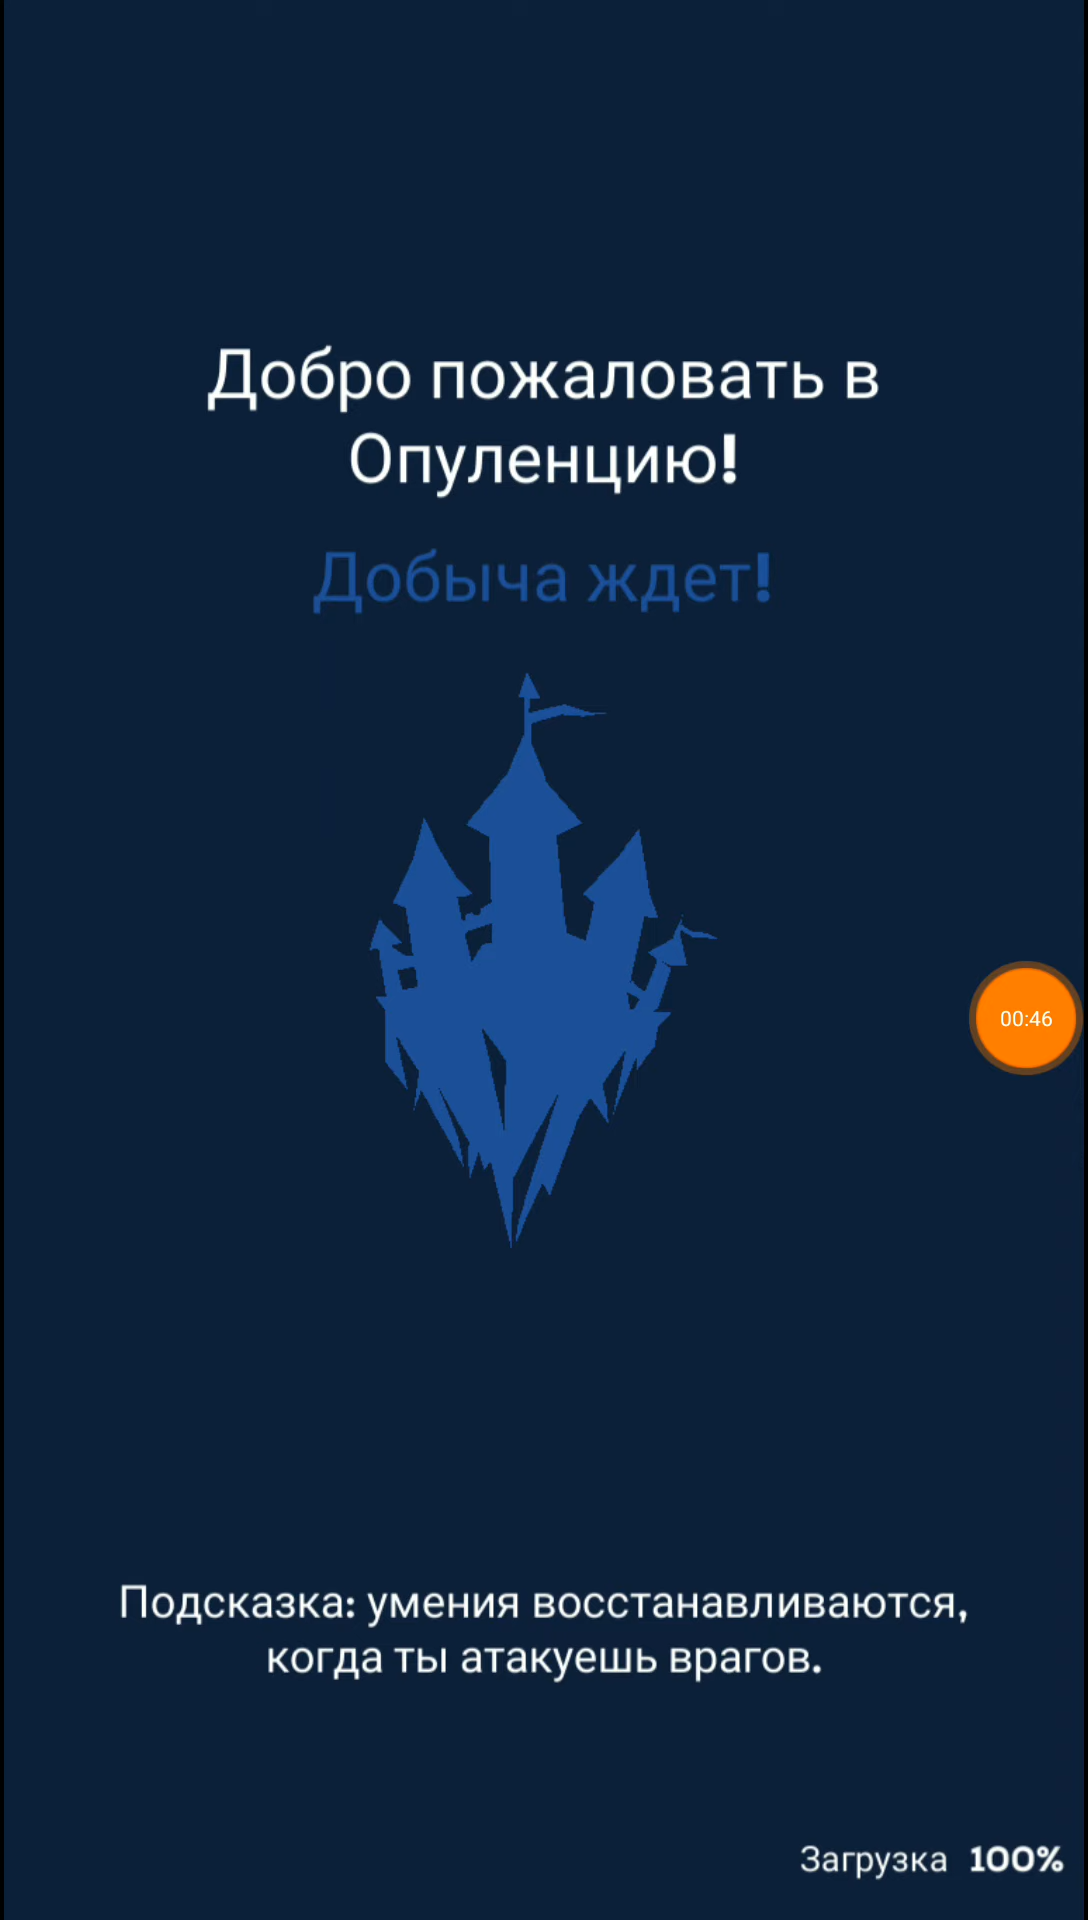 Добро пожаловать в
Опуленцию!
Добыча ждет!
00:46
Подсказка: умения восстанавливаются,
когда ты атакуешь врагов.
Загрузка 100%